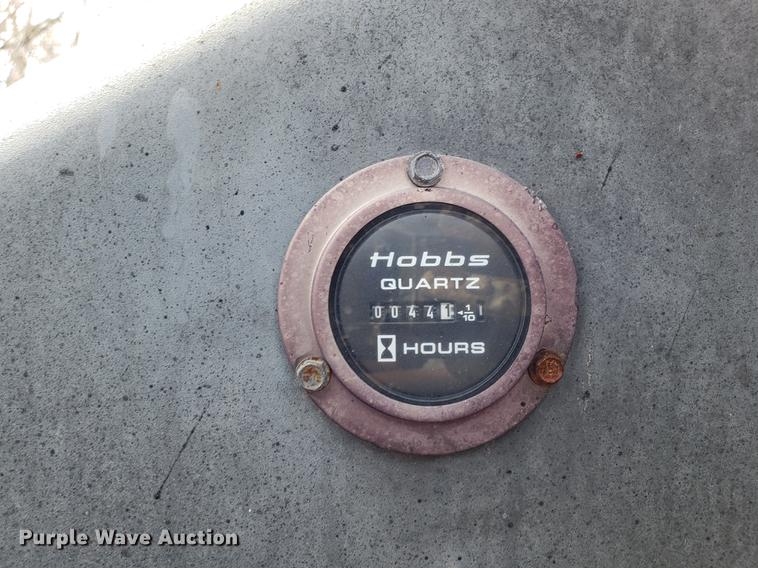 Hobbs
QUARTZ
00441 ◄ 1/10
HOURS
Purple Wave Auction